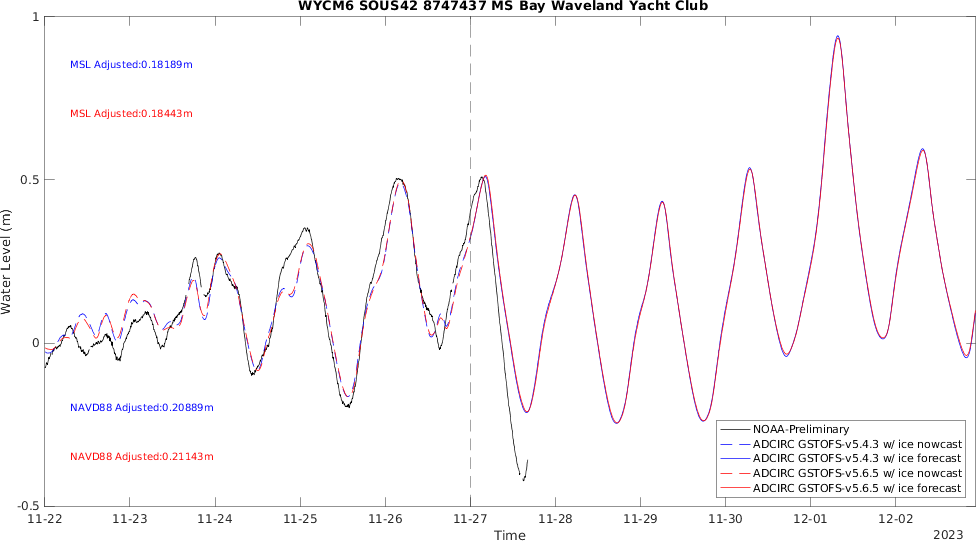 WYCM6 SOUS42 8747437 MS Bay Waveland Yacht Club
1
MSL Adjusted:0.18189m
MSL Adjusted:0.18443m
0.5
Water Level (m)
0
NAVD88 Adjusted:0.20889m
NAVD88 Adjusted:0.21143m
NOAA-Preliminary
ADCIRC GSTOFS-v5.4.3 w/ ice nowcast
ADCIRC GSTOFS-v5.4.3 w/ ice forecast
ADCIRC GSTOFS-v5.6.5 w/ ice nowcast
ADCIRC GSTOFS-v5.6.5 w/ ice forecast
-0.5
11-22 11-23 11-24 11-25 11-26 11-27 11-28 11-29 11-30 12-01 12-02
Time
2023